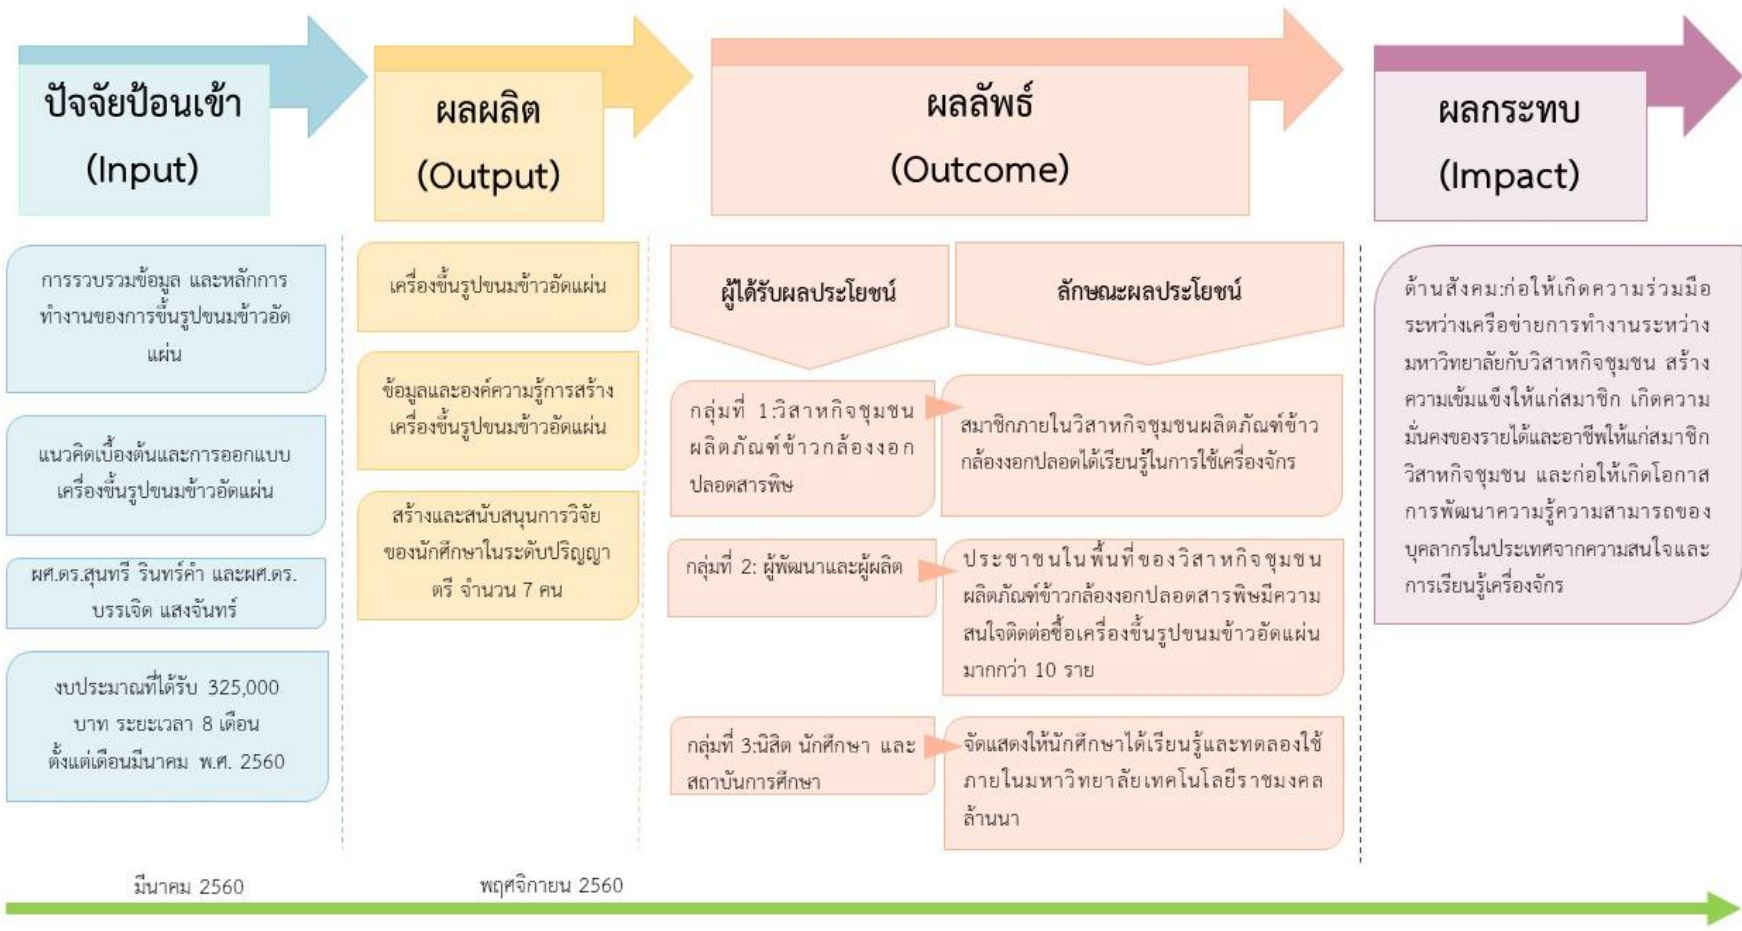 ปัจจัยป้อนเข้า
(Input)
ผลผลิต
(Output)
ผลลัพธ์
(Outcome)
ผลกระทบ
(Impact)
การรวบรวมข้อมูล และหลักการ
ทำงานของการขึ้นรูปขนมข้าวอัด
แผ่น
แนวคิดเบื้องต้นและการออกแบบ
เครื่องขึ้นรูปขนมข้าวอัดแผ่น
ผศ.ดร.สุนทรี รินทร์คำ และผศ.ดร.
บรรเจิด แสงจันทร์
งบประมาณที่ได้รับ 325,000
บาท ระยะเวลา 8 เดือน
ตั้งแต่เดือนมีนาคม พ.ศ. 2560
เครื่องขึ้นรูปขนมข้าวอัดแผ่น
ข้อมูลและองค์ความรู้การสร้าง
เครื่องขึ้นรูปขนมข้าวอัดแผ่น
สร้างและสนับสนุนการวิจัย
ของนักศึกษาในระดับปริญญา
ตรี จำนวน 7 คน
ผู้ได้รับผลประโยชน์
ลักษณะผลประโยชน์
กลุ่มที่ 1:วิสาหกิจชุมชน
ผลิตภัณฑ์ข้าวกล้องงอก
ปลอดสารพิษ
สมาชิกภายในวิสาหกิจชุมชนผลิตภัณฑ์ข้าว
กล้องงอกปลอดได้เรียนรู้ในการใช้เครื่องจักร
กลุ่มที่ 2: ผู้พัฒนาและผู้ผลิต
ประชาชนในพื้นที่ของวิสาหกิจชุมชน
ผลิตภัณฑ์ข้าวกล้องงอกปลอดสารพิษมีความ
สนใจติดต่อซื้อเครื่องขึ้นรูปขนมข้าวอัดแผ่น
มากกว่า 10 ราย
กลุ่มที่ 3:นิสิต นักศึกษา และ
สถาบันการศึกษา
จัดแสดงให้นักศึกษาได้เรียนรู้และทดลองใช้
ภายในมหาวิทยาลัยเทคโนโลยีราชมงคล
ล้านนา
ด้านสังคม:ก่อให้เกิดความร่วมมือ
ระหว่างเครือข่ายการทำงานระหว่าง
มหาวิทยาลัยกับวิสาหกิจชุมชน สร้าง
ความเข้มแข็งให้แก่สมาชิก เกิดความ
มั่นคงของรายได้และอาชีพให้แก่สมาชิก
วิสาหกิจชุมชน และก่อให้เกิดโอกาส
การพัฒนาความรู้ความสามารถของ
บุคลากรในประเทศจากความสนใจและ
การเรียนรู้เครื่องจักร
มีนาคม 2560
พฤศจิกายน 2560